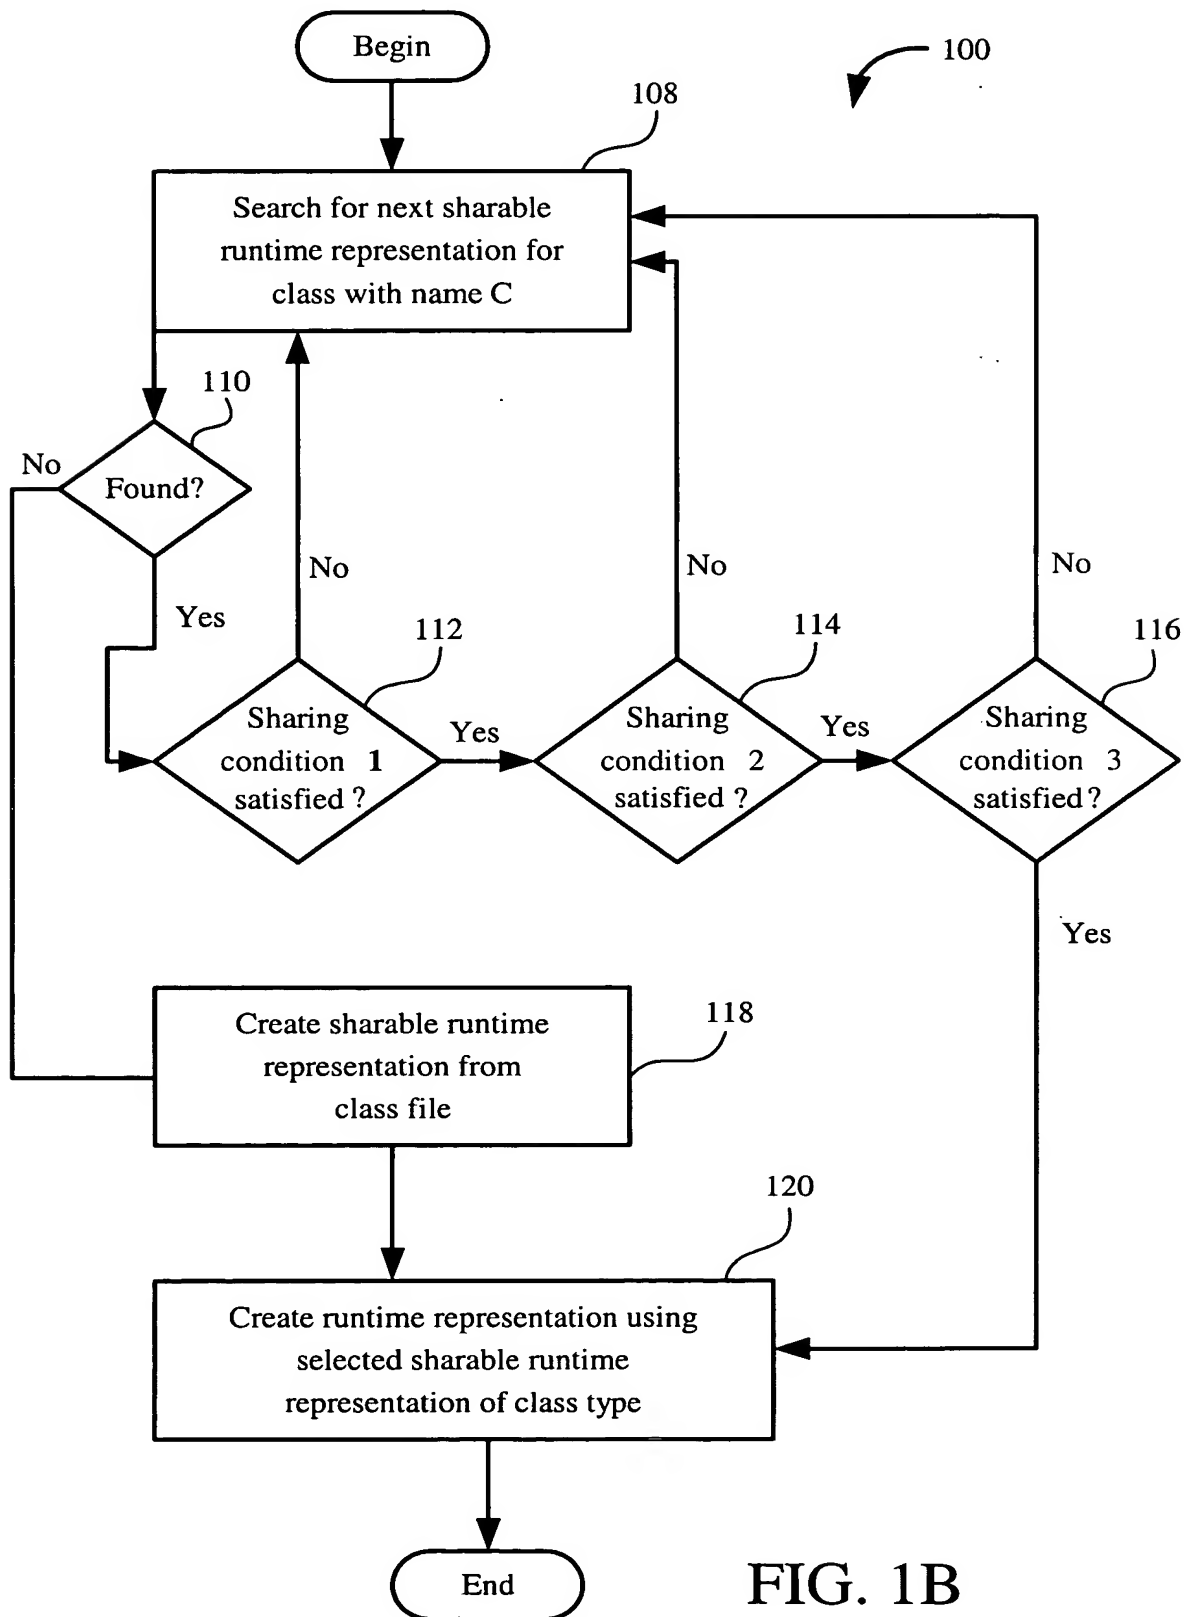 Begin
100
108
Search for next sharable
runtime representation for
class with name C
110
No
Found?
No
No
No
Yes
112
114
116
Sharing
condition 1
satisfied ?
Yes
Sharing
condition 2
satisfied ?
Yes
Sharing
condition 3
satisfied ?
Yes
Create sharable runtime
representation from
class file
118
120
Create runtime representation using
selected sharable runtime
representation of class type
End
FIG. 1B